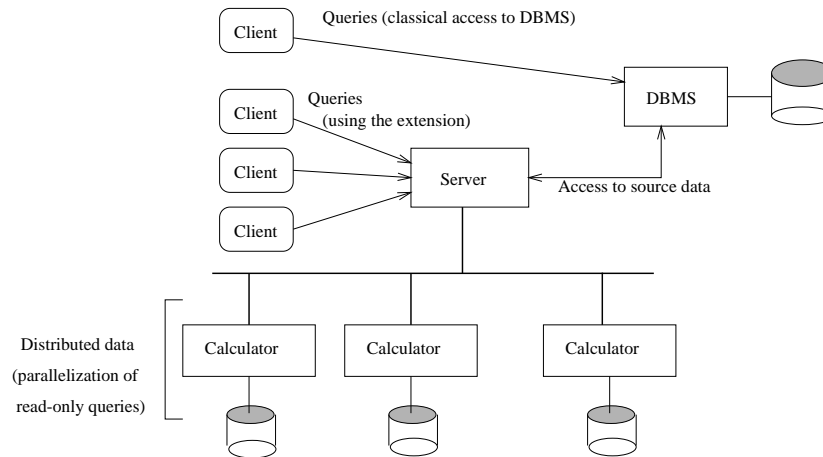 Queries (classical access to DBMS)
Client
Client
Queries
(using the extension)
DBMS
Client
Server
Access to source data
Client
Distributed data
(parallelization of
read-only queries)
Calculator
Calculator
Calculator